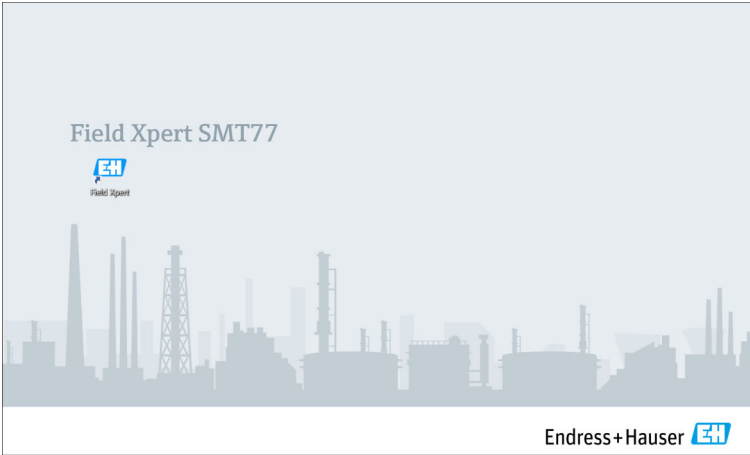 Field Xpert SMT77
EH
Field Xpert
Endress+Hauser EH